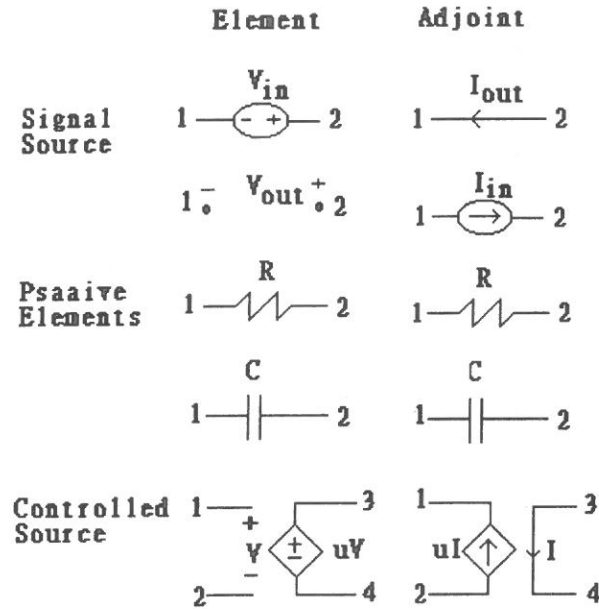 Element Adjoint
V_in I_out
Signal Source 1 - + 2 1 2
1 - V_out + 2 I_in 1 2
Psaaive Elements R 1 2 R 1 2
C 1 2 C 1 2
Controlled Source 1 + V - 2 ± uV 3 4 1 uI 2 I 3 4